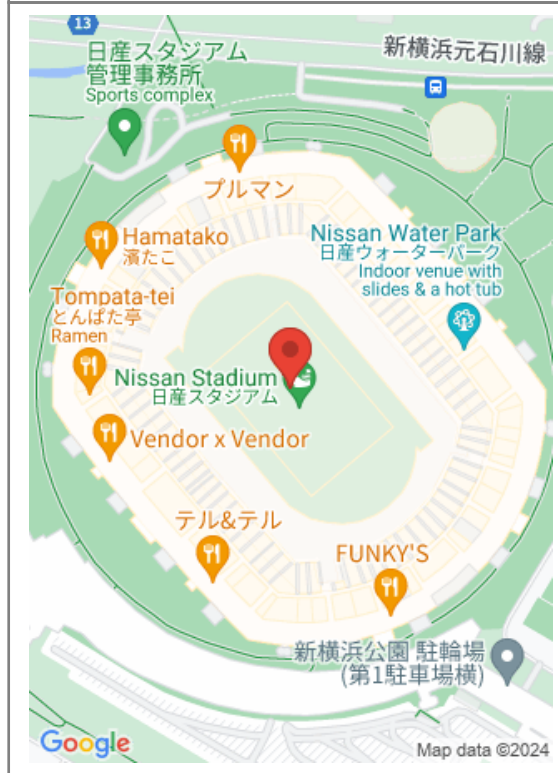 13
日産スタジアム
管理事務所
Sports complex
新横浜元石川線
プルマン
Hamatako
濱たこ
Nissan Water Park
日産ウォーターパーク
Indoor venue with
slides & a hot tub
Tompata-tei
とんぱた亭
Ramen
Nissan Stadium
日産スタジアム
Vendor x Vendor
テル&テル
FUNKY'S
新横浜公園 駐輪場
(第1駐車場横)
Google
Map data ©2024